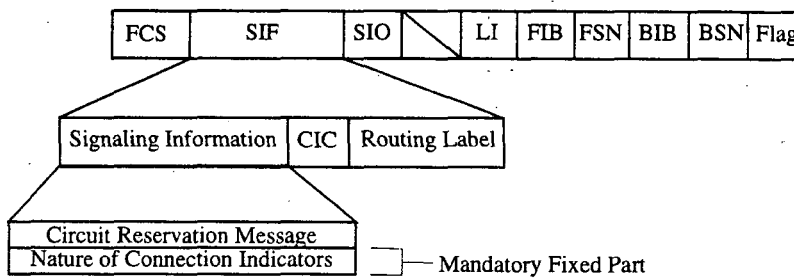 FCS SIF SIO LI FIB FSN BIB BSN Flag
Signaling Information CIC Routing Label
Circuit Reservation Message
Nature of Connection Indicators
Mandatory Fixed Part